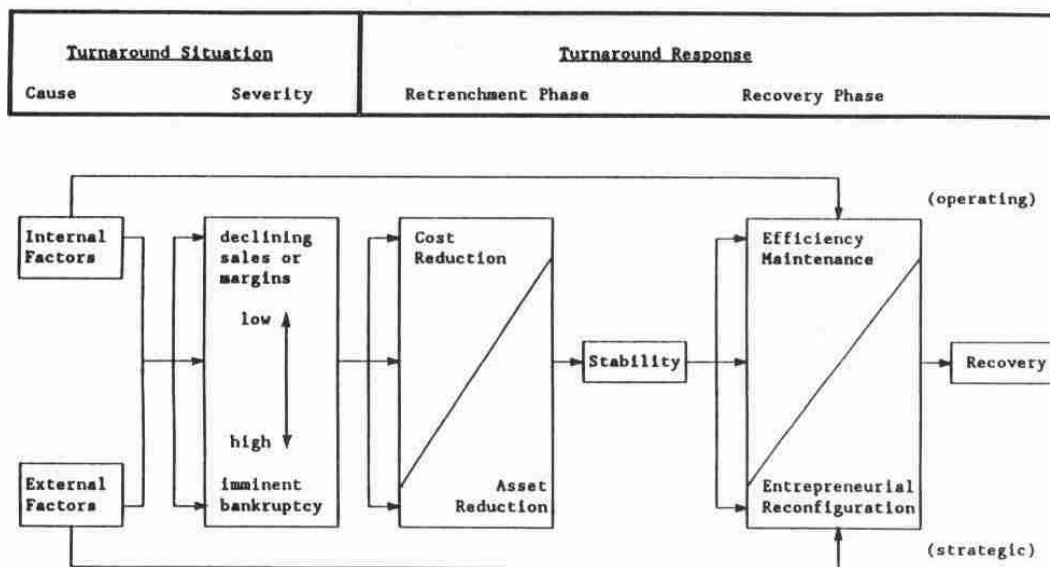 Turnaround Situation
Turnaround Response
Cause
Severity
Retrenchment Phase
Recovery Phase
(operating)
Internal
Factors
declining
sales or
margins
low
high
imminent
bankruptcy
External
Factors
Cost
Reduction
Asset
Reduction
Stability
Efficiency
Maintenance
Entrepreneurial
Reconfiguration
Recovery
(strategic)